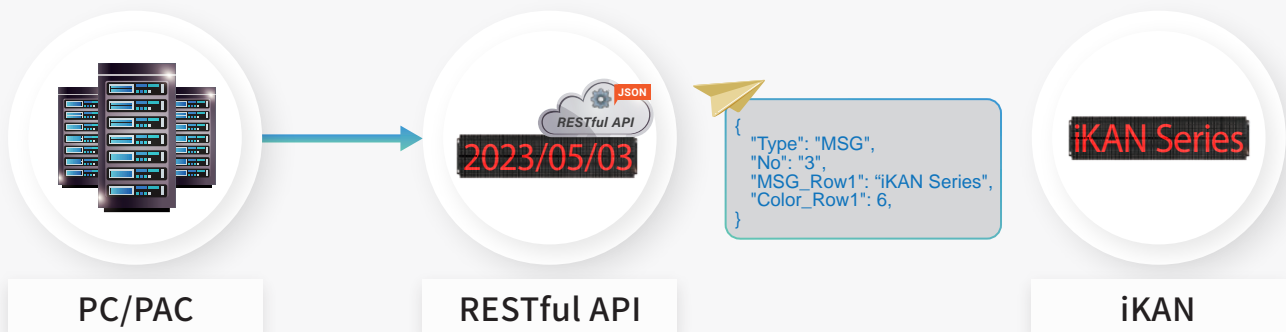 JSON
RESTful API
2023/05/03
{
"Type": "MSG",
"No": "3",
"MSG_Row1": “iKAN Series",
"Color_Row1": 6,
}
iKAN Series
PC/PAC
RESTful API
iKAN